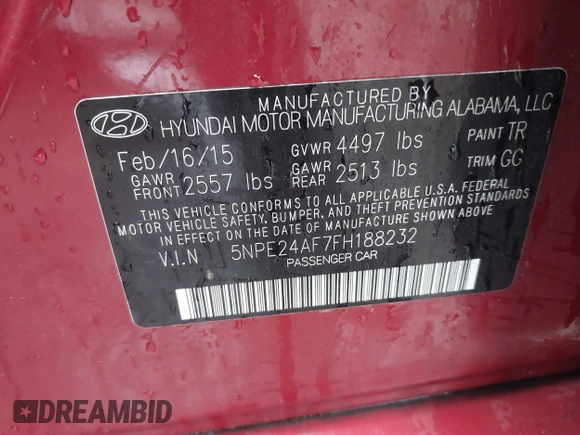 MANUFACTURED BY
HYUNDAI MOTOR MANUFACTURING ALABAMA, LLC
Feb/16/15 GVWR 4497 lbs PAINT TR
GAWR FRONT 2557 lbs GAWR REAR 2513 lbs TRIM GG
THIS VEHICLE CONFORMS TO ALL APPLICABLE U.S.A. FEDERAL
MOTOR VEHICLE SAFETY, BUMPER, AND THEFT PREVENTION
STANDARDS IN EFFECT ON THE DATE OF MANUFACTURE SHOWN ABOVE.
V.I.N 5NPE24AF7FH188232
PASSENGER CAR
DREAMBID